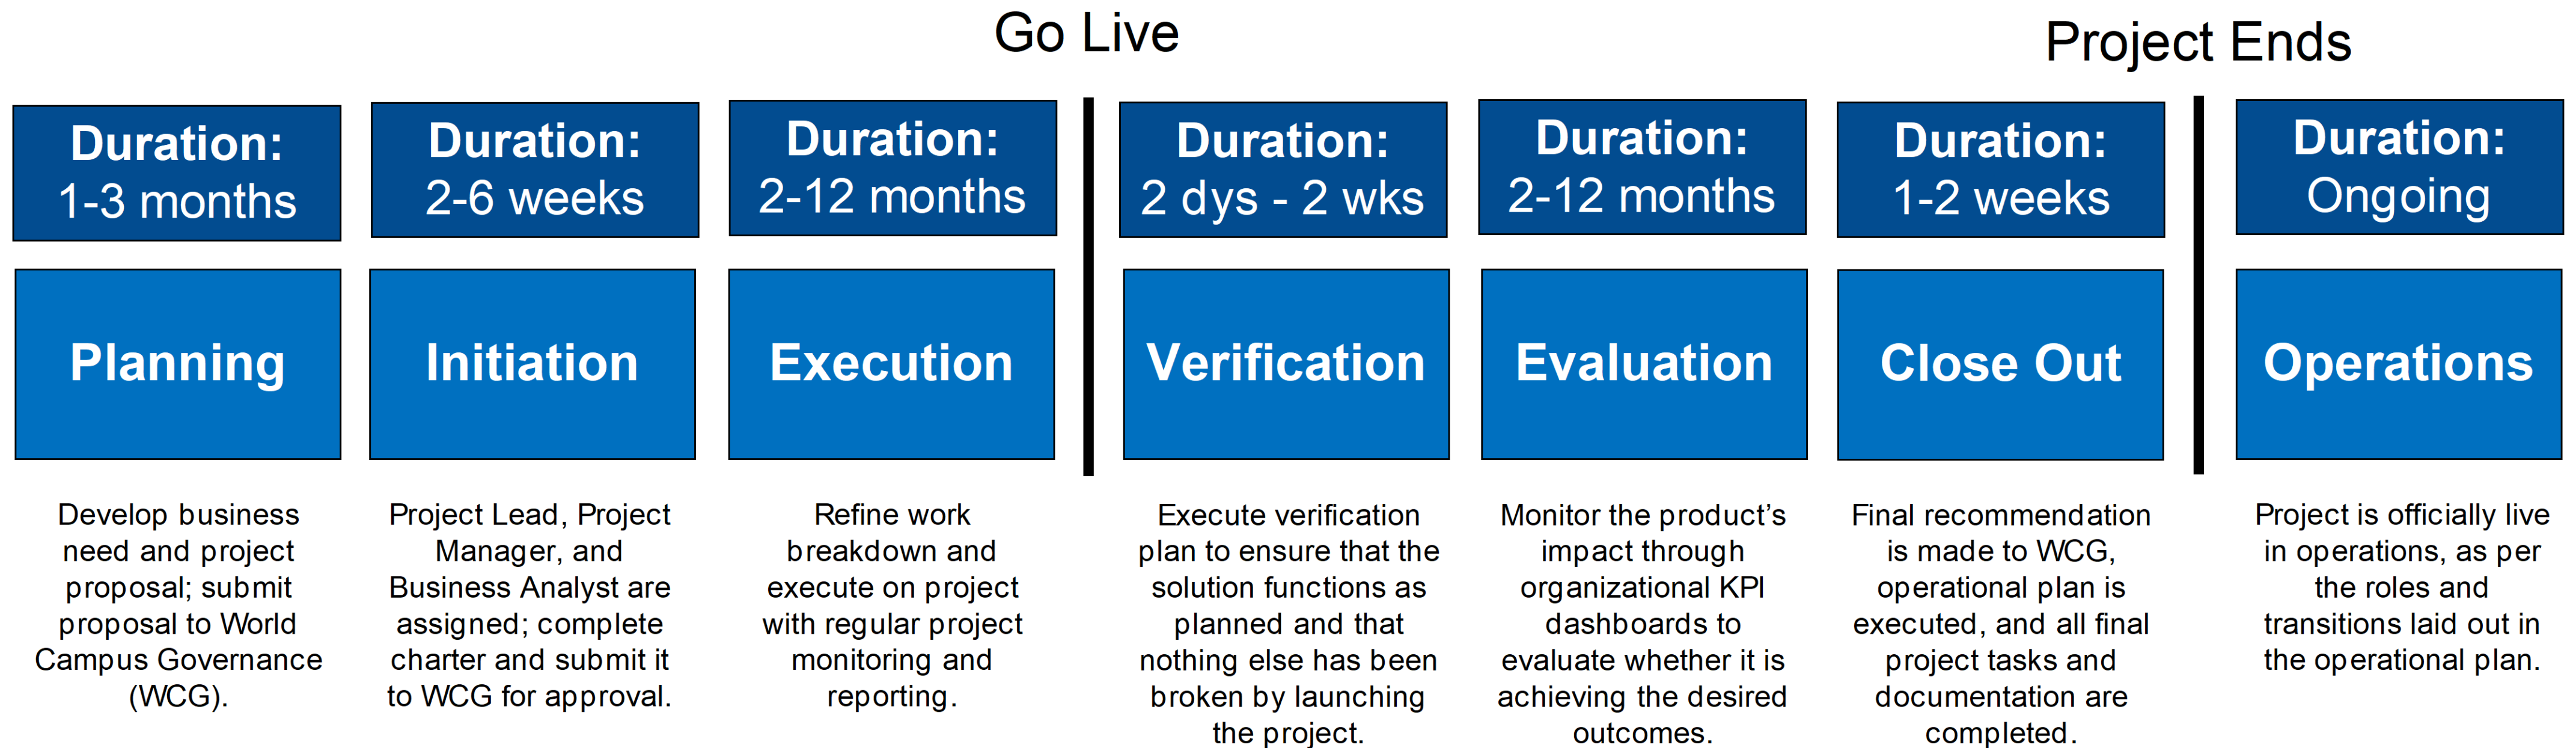 Go Live
Project Ends
Duration:
1-3 months
Duration:
2-6 weeks
Duration:
2-12 months
Duration:
2 dys - 2 wks
Duration:
2-12 months
Duration:
1-2 weeks
Duration:
Ongoing
Planning
Initiation
Execution
Verification
Evaluation
Close Out
Operations
Develop business
need and project
proposal; submit
proposal to World
Campus Governance
(WCG).
Project Lead, Project
Manager, and
Business Analyst are
assigned; complete
charter and submit it
to WCG for approval.
Refine work
breakdown and
execute on project
with regular project
monitoring and
reporting.
Execute verification
plan to ensure that the
solution functions as
planned and that
nothing else has been
broken by launching
the project.
Monitor the product’s
impact through
organizational KPI
dashboards to
evaluate whether it is
achieving the desired
outcomes.
Final recommendation
is made to WCG,
operational plan is
executed, and all final
project tasks and
documentation are
completed.
Project is officially live
in operations, as per
the roles and
transitions laid out in
the operational plan.